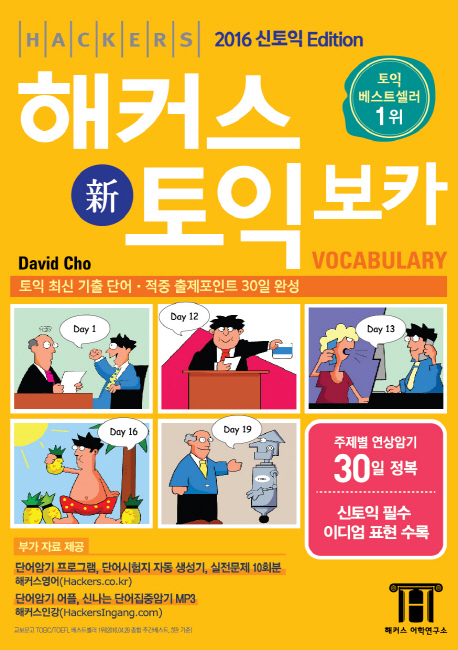 HACKERS 2016 신토익 Edition
토익
베스트셀러
1위
해커스
新 토익 보카
David Cho
VOCABULARY
토익 최신 기출 단어 · 적중 출제포인트 30일 완성
Day 1
Day 12
Day 13
Day 16
Day 19
주제별 연상암기
30일 정복
신토익 필수
이디엄 표현 수록
부가 자료 제공
단어암기 프로그램, 단어시험지 자동 생성기, 실전문제 10회분
해커스영어(Hackers.co.kr)
단어암기 어플, 신나는 단어집중암기 MP3
해커스인강(HackersIngang.com)
해커스 어학연구소